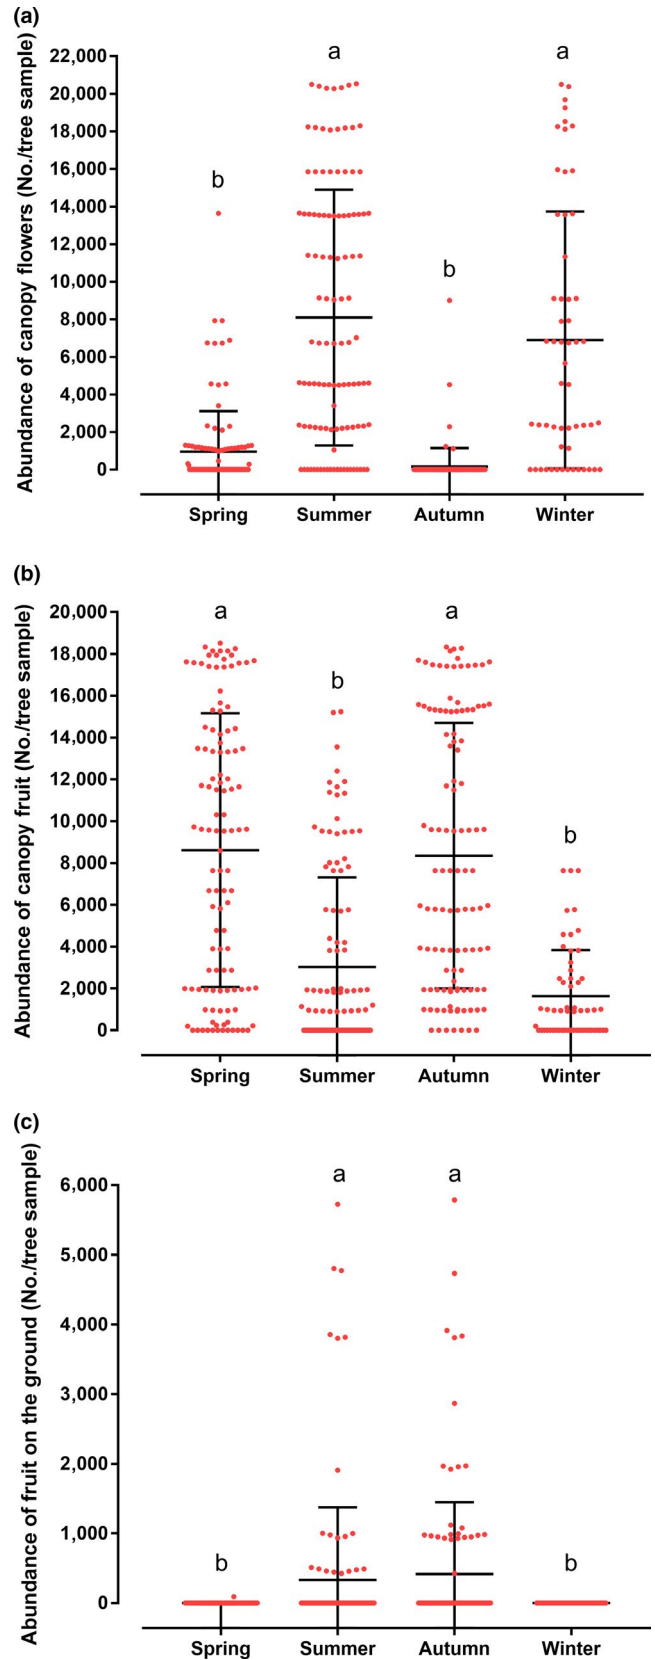 (a)
Abundance of canopy flowers (No./tree sample)
22,000
20,000
18,000
16,000
14,000
12,000
10,000
8,000
6,000
4,000
2,000
0
b
a
b
a
Spring
Summer
Autumn
Winter
(b)
Abundance of canopy fruit (No./tree sample)
20,000
18,000
16,000
14,000
12,000
10,000
8,000
6,000
4,000
2,000
0
a
b
a
b
Spring
Summer
Autumn
Winter
(c)
Abundance of fruit on the ground (No./tree sample)
6,000
5,000
4,000
3,000
2,000
1,000
0
b
a
a
b
Spring
Summer
Autumn
Winter